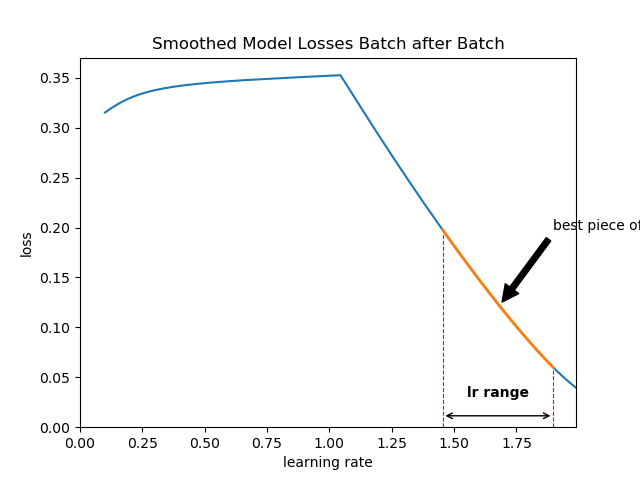 Smoothed Model Losses Batch after Batch
0.35
0.30
0.25
0.20
0.15
0.10
0.05
0.00
loss
best piece of
lr range
0.00 0.25 0.50 0.75 1.00 1.25 1.50 1.75
learning rate